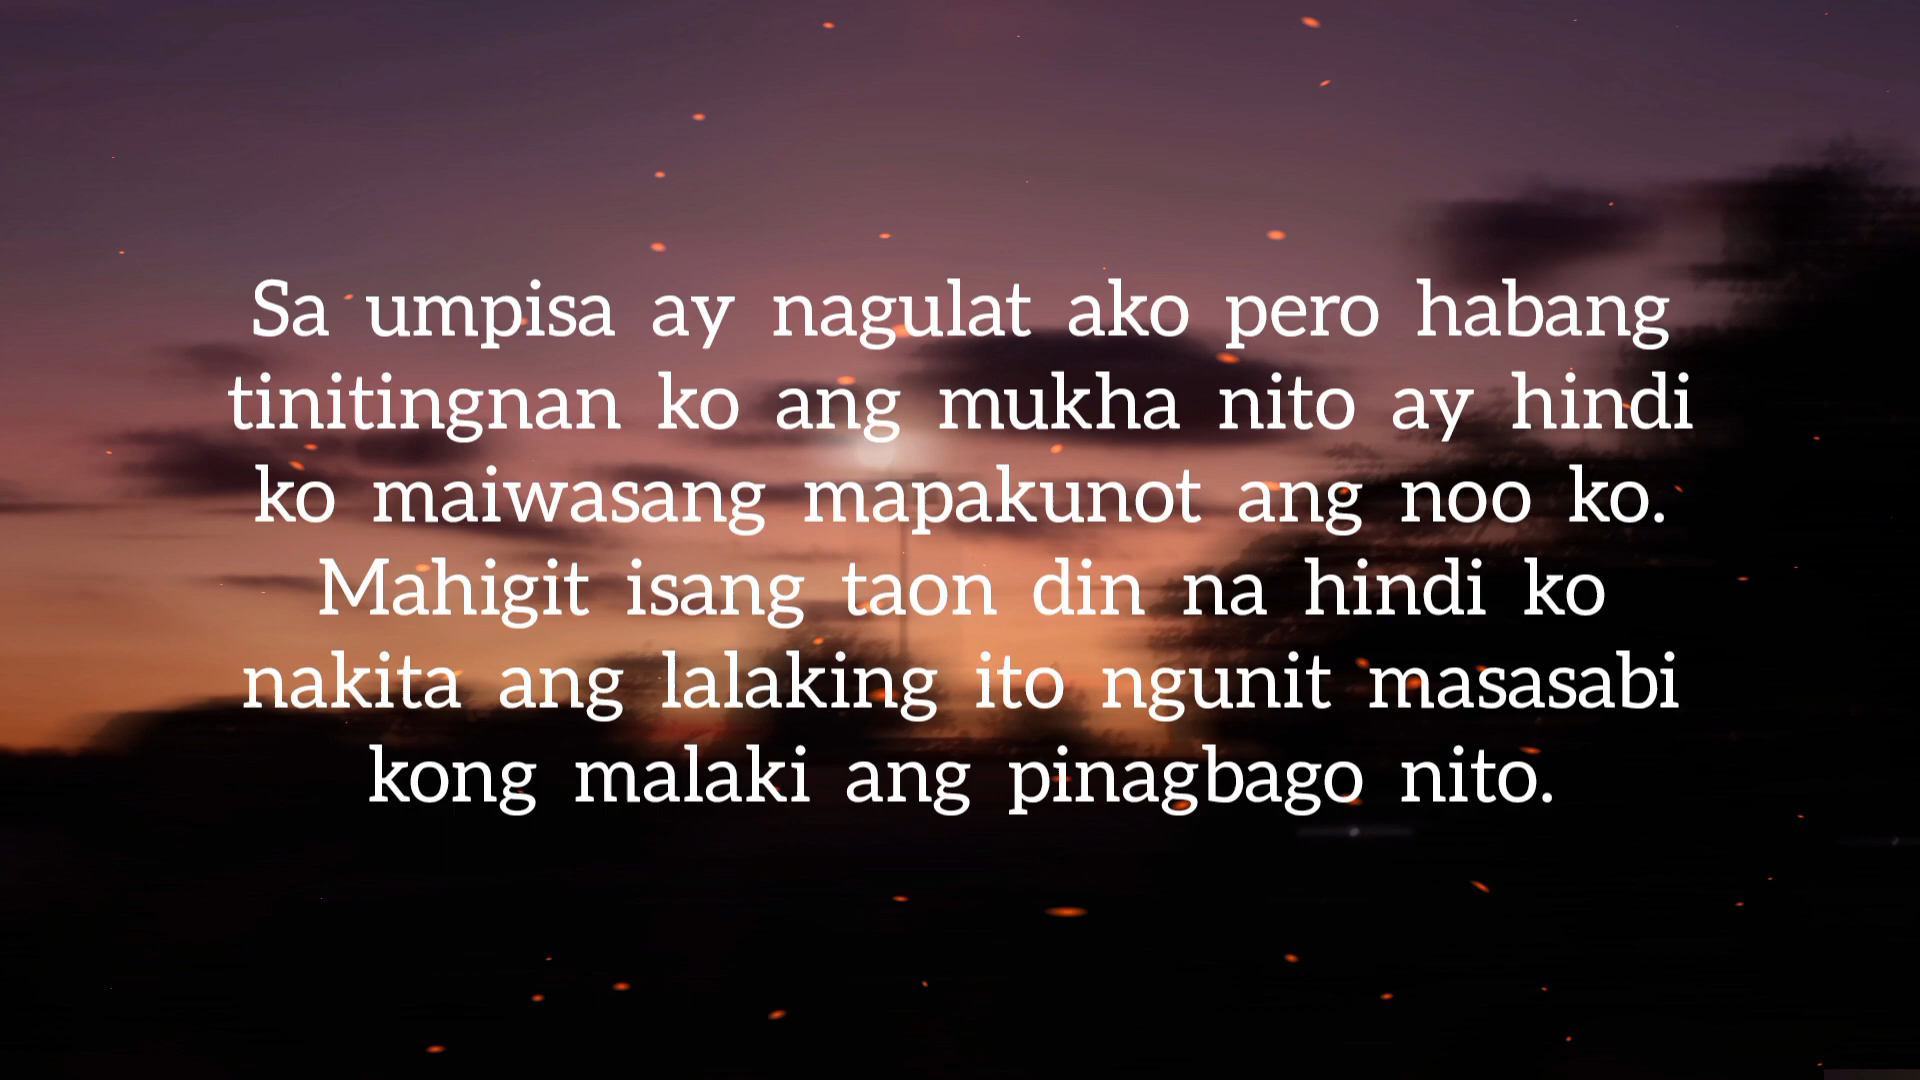 Sa umpisa ay nagulat ako pero habang
tinitingnan ko ang mukha nito ay hindi
ko maiwasang mapakunot ang noo ko.
Mahigit isang taon din na hindi ko
nakita ang lalaking ito ngunit masasabi
kong malaki ang pinagbago nito.